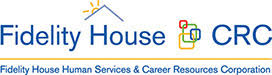 Fidelity House CRC
Fidelity House Human Services & Career Resources Corporation